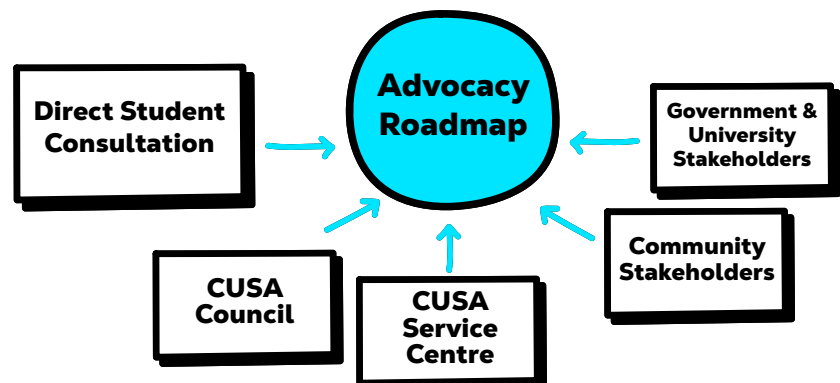 Advocacy
Roadmap
Direct Student
Consultation
Government &
University
Stakeholders
CUSA
Council
CUSA
Service
Centre
Community
Stakeholders